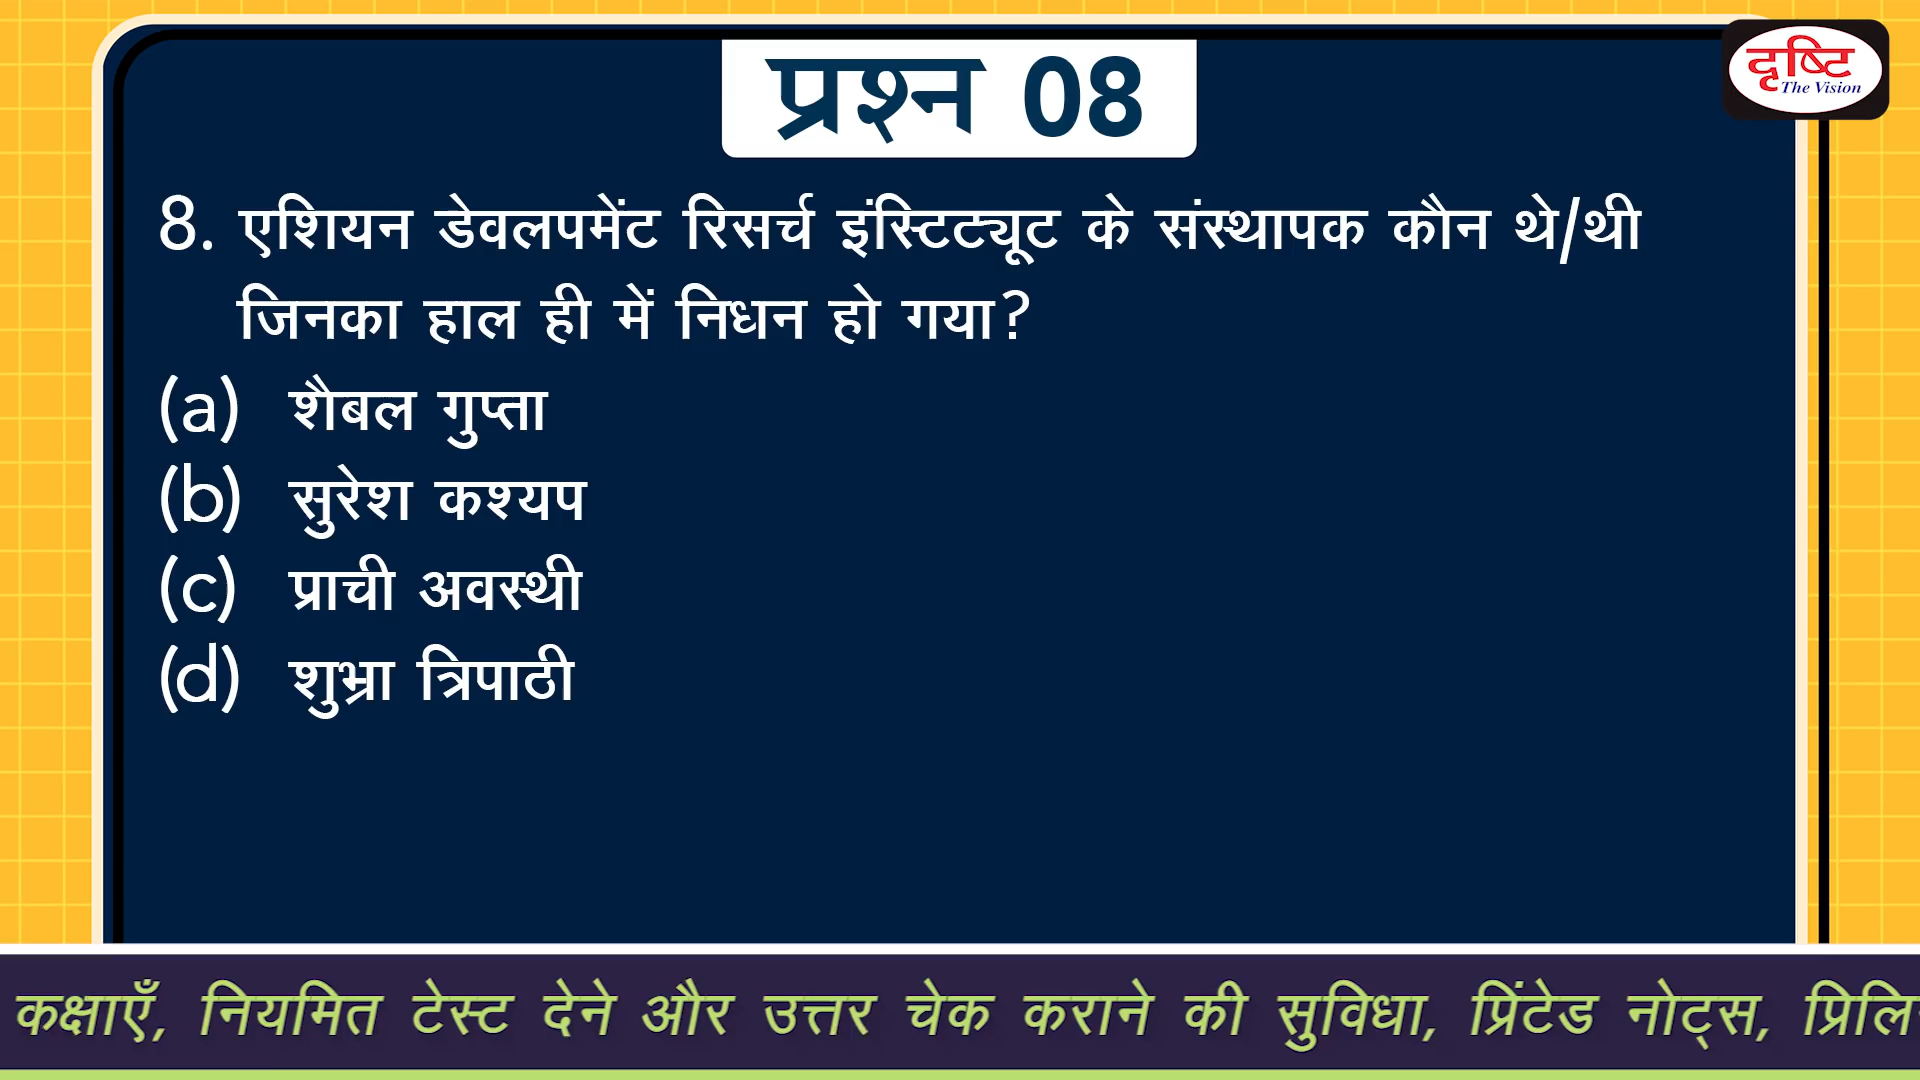 प्रश्न 08
दृष्टि
The Vision
8. एशियन डेवलपमेंट रिसर्च इंस्टिट्यूट के संस्थापक कौन थे/थी
जिनका हाल ही में निधन हो गया?
(a) शैबल गुप्ता
(b) सुरेश कश्यप
(c) प्राची अवस्थी
(d) शुभ्रा त्रिपाठी
कक्षाएँ, नियमित टेस्ट देने और उत्तर चेक कराने की सुविधा, प्रिंटेड नोट्स,